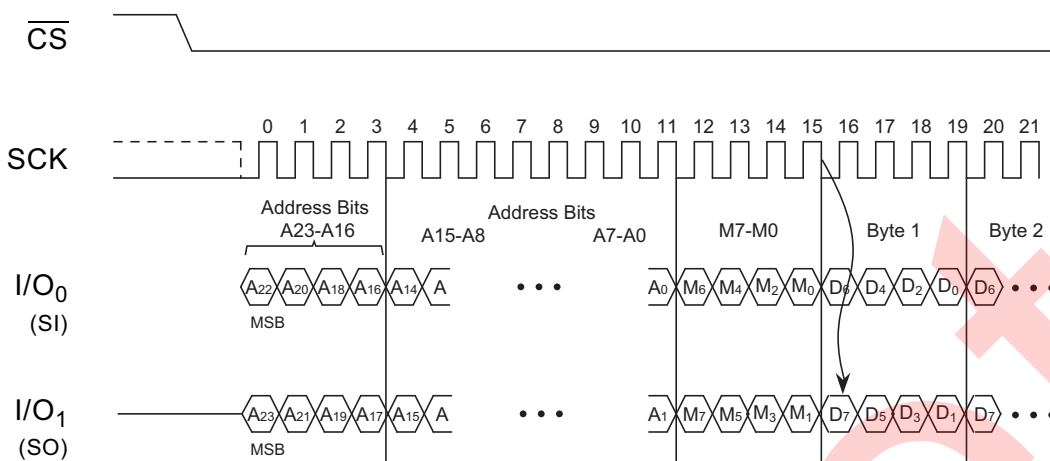 CS
0 1 2 3 4 5 6 7 8 9 10 11 12 13 14 15 16 17 18 19 20 21
SCK
Address Bits
A23-A16
Address Bits
A15-A8
A7-A0
M7-M0
Byte 1
Byte 2
I/O0
(SI)
A22 A20 A18 A16 A14 A • • • A0 M6 M4 M2 M0 D6 D4 D2 D0 D6 • • •
MSB
I/O1
(SO)
A23 A21 A19 A17 A15 A • • • A1 M7 M5 M3 M1 D7 D5 D3 D1 D7 • • •
MSB